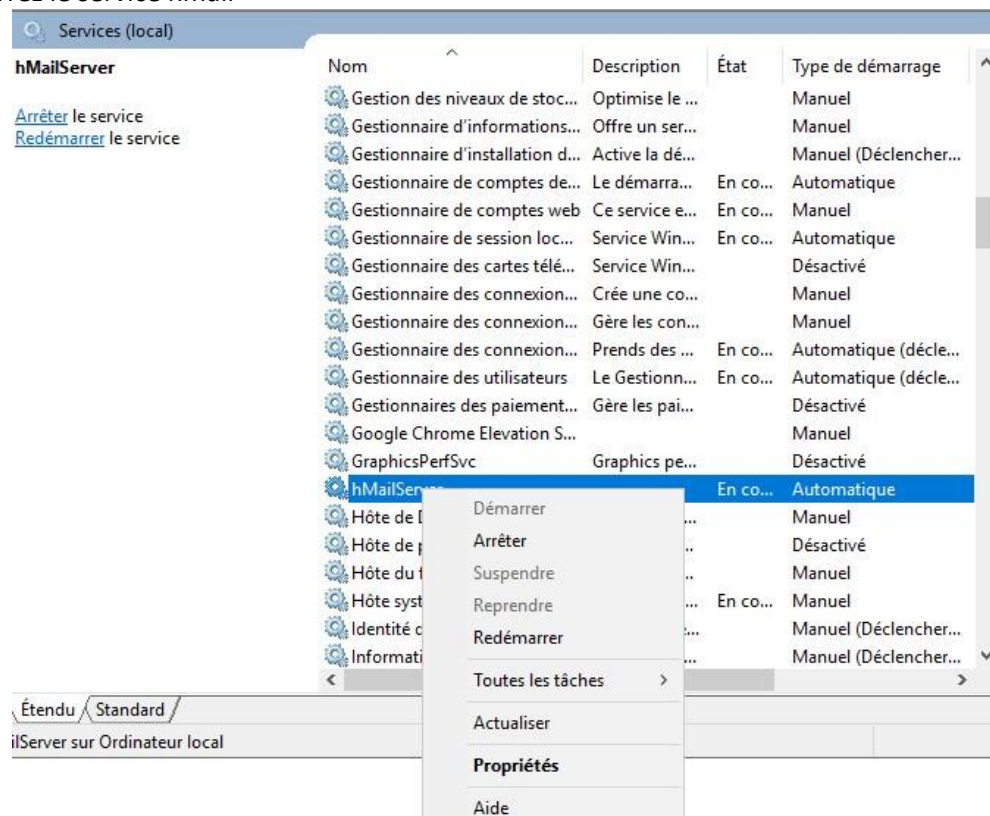 Services (local)
hMailServer
Arrêter le service
Redémarrer le service
Nom Description État Type de démarrage
Gestion des niveaux de stoc... Optimise le ... Manuel
Gestionnaire d'informations... Offre un ser... Manuel
Gestionnaire d'installation d... Active la dé... Manuel (Déclencher...
Gestionnaire de comptes de... Le démarra... En co... Automatique
Gestionnaire de comptes web Ce service e... En co... Manuel
Gestionnaire de session loc... Service Win... En co... Automatique
Gestionnaire des cartes télé... Service Win... Désactivé
Gestionnaire des connexion... Crée une co... Manuel
Gestionnaire des connexion... Gère les con... Manuel
Gestionnaire des connexion... Prends des ... En co... Automatique (décle...
Gestionnaire des utilisateurs Le Gestionn... En co... Automatique (décle...
Gestionnaires des paiement... Gère les pai... Désactivé
Google Chrome Elevation S... Manuel
GraphicsPerfSvc Graphics pe... Désactivé
hMailServer En co... Automatique
Hôte de ... Manuel
Hôte de .. Désactivé
Hôte du .. Manuel
Hôte syst ... En co... Manuel
Identité ... Manuel (Déclencher...
Informati ... Manuel (Déclencher...
Démarrer
Arrêter
Suspendre
Reprendre
Redémarrer
Toutes les tâches
Actualiser
Propriétés
Aide
Étendu Standard
ilServer sur Ordinateur local